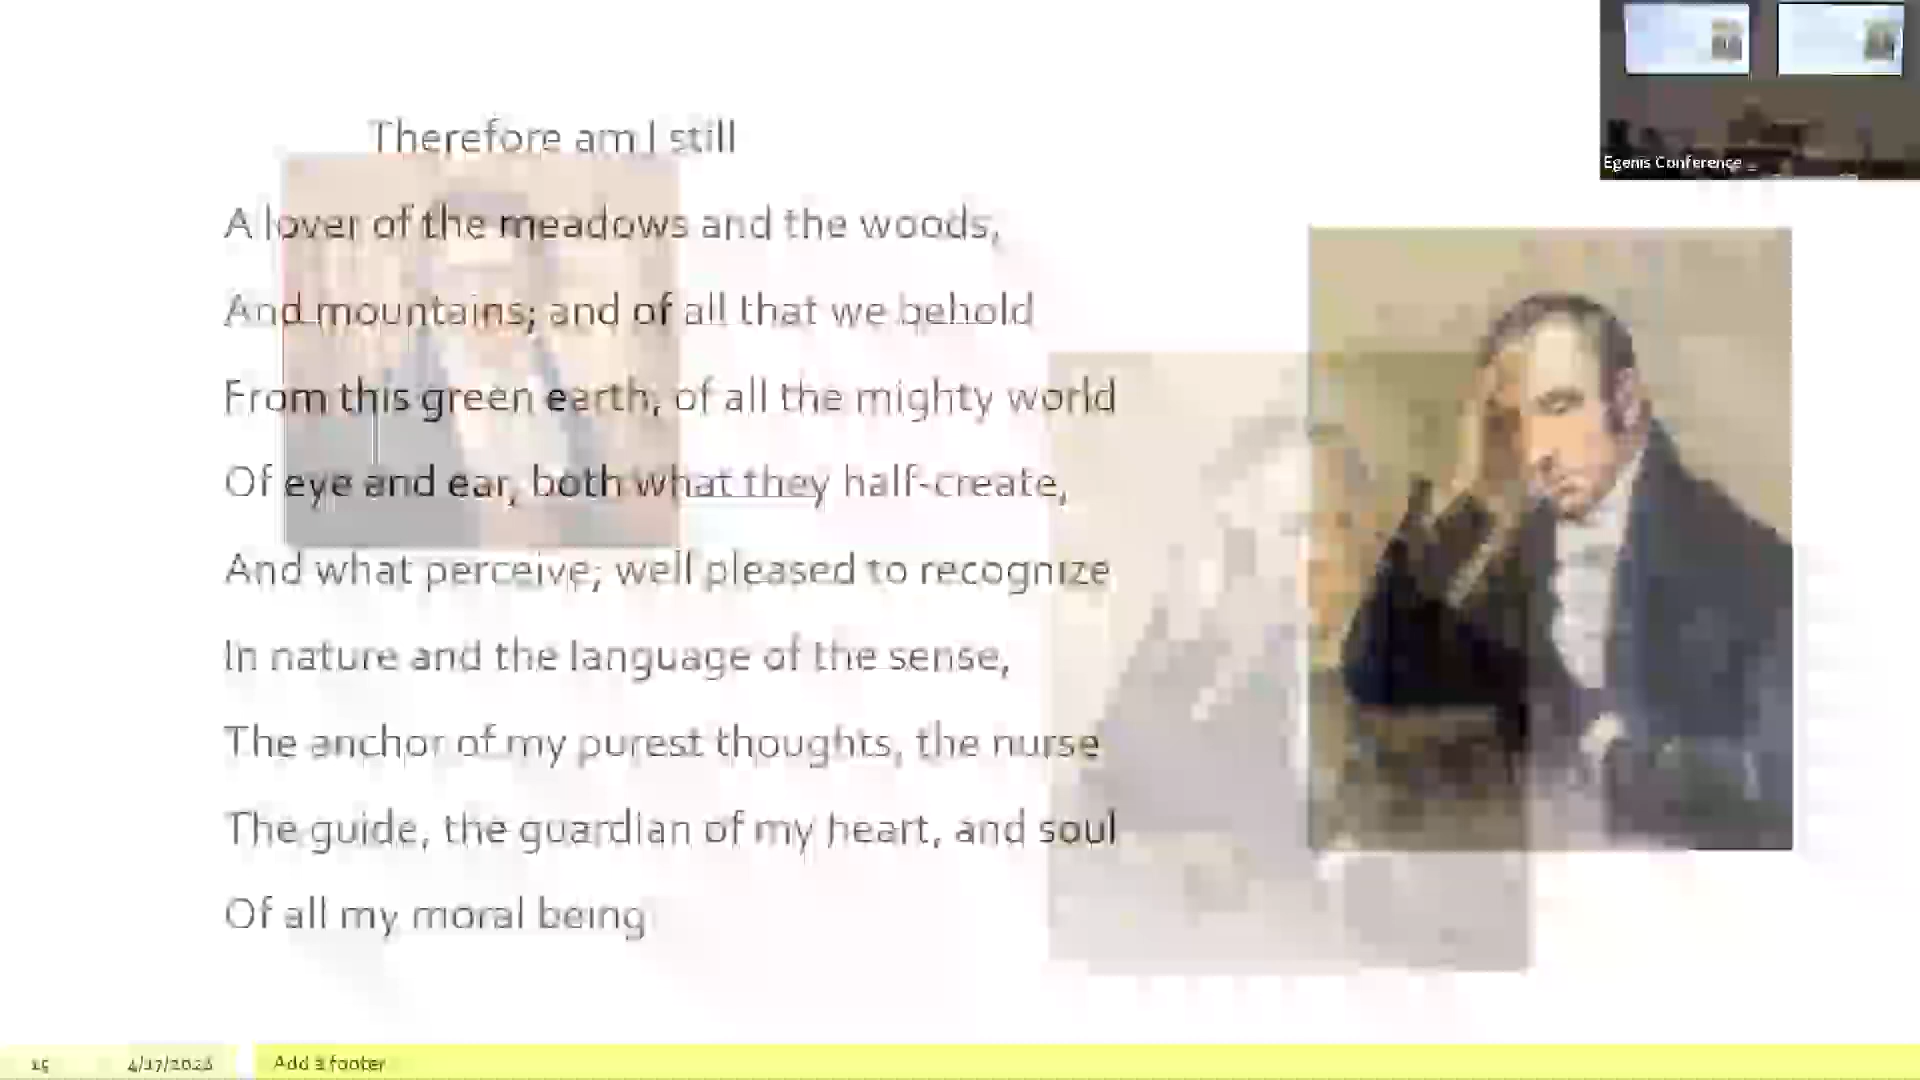 Egenis Conference
Therefore am I still
A lover of the meadows and the woods,
And mountains; and of all that we behold
From this green earth; of all the mighty world
Of eye and ear, both what they half-create,
And what perceive; well pleased to recognize
In nature and the language of the sense,
The anchor of my purest thoughts, the nurse
The guide, the guardian of my heart, and soul
Of all my moral being
15 4/17/2026 Add a footer